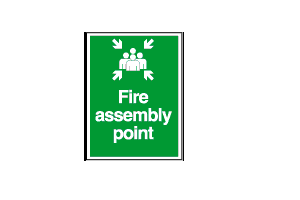 Fire
assembly
point